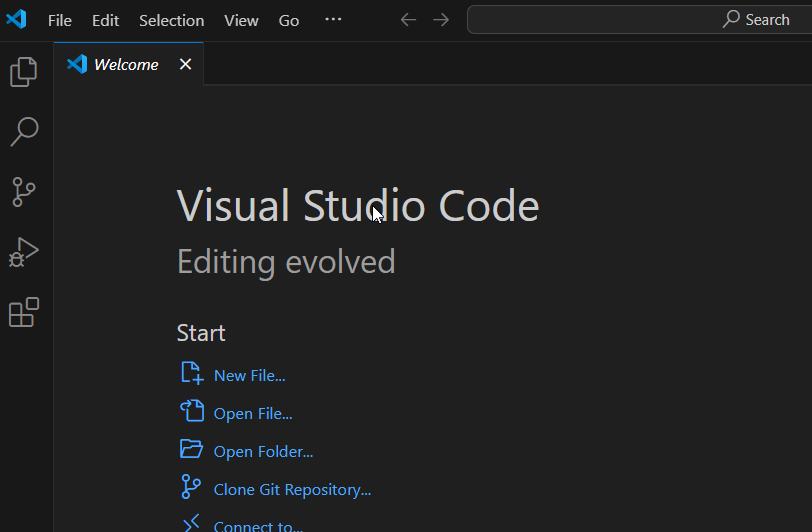 File Edit Selection View Go ... Search
Welcome
Visual Studio Code
Editing evolved
Start
New File...
Open File...
Open Folder...
Clone Git Repository...
Connect to...